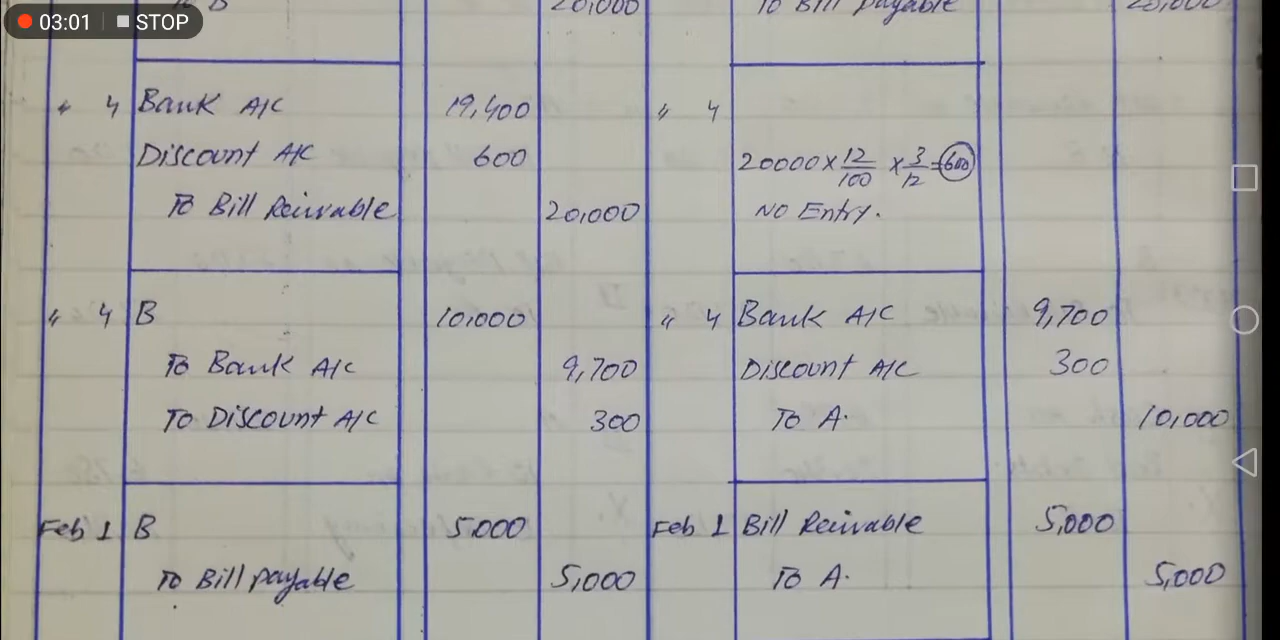 03:01 STOP
To B 20,000 To Bill payable 20,000
" 4 Bank A/C 19,400 " 4
Discount A/C 600 20000 × 12/100 × 3/12 = 600
To Bill Reivable 20,000 No Entry.
" 4 B 10,000 " 4 Bank A/C 9,700
To Bank A/C 9,700 Discount A/C 300
To Discount A/C 300 To A. 10,000
Feb 1 B 5,000 Feb 1 Bill Reivable 5,000
To Bill payable 5,000 To A. 5,000